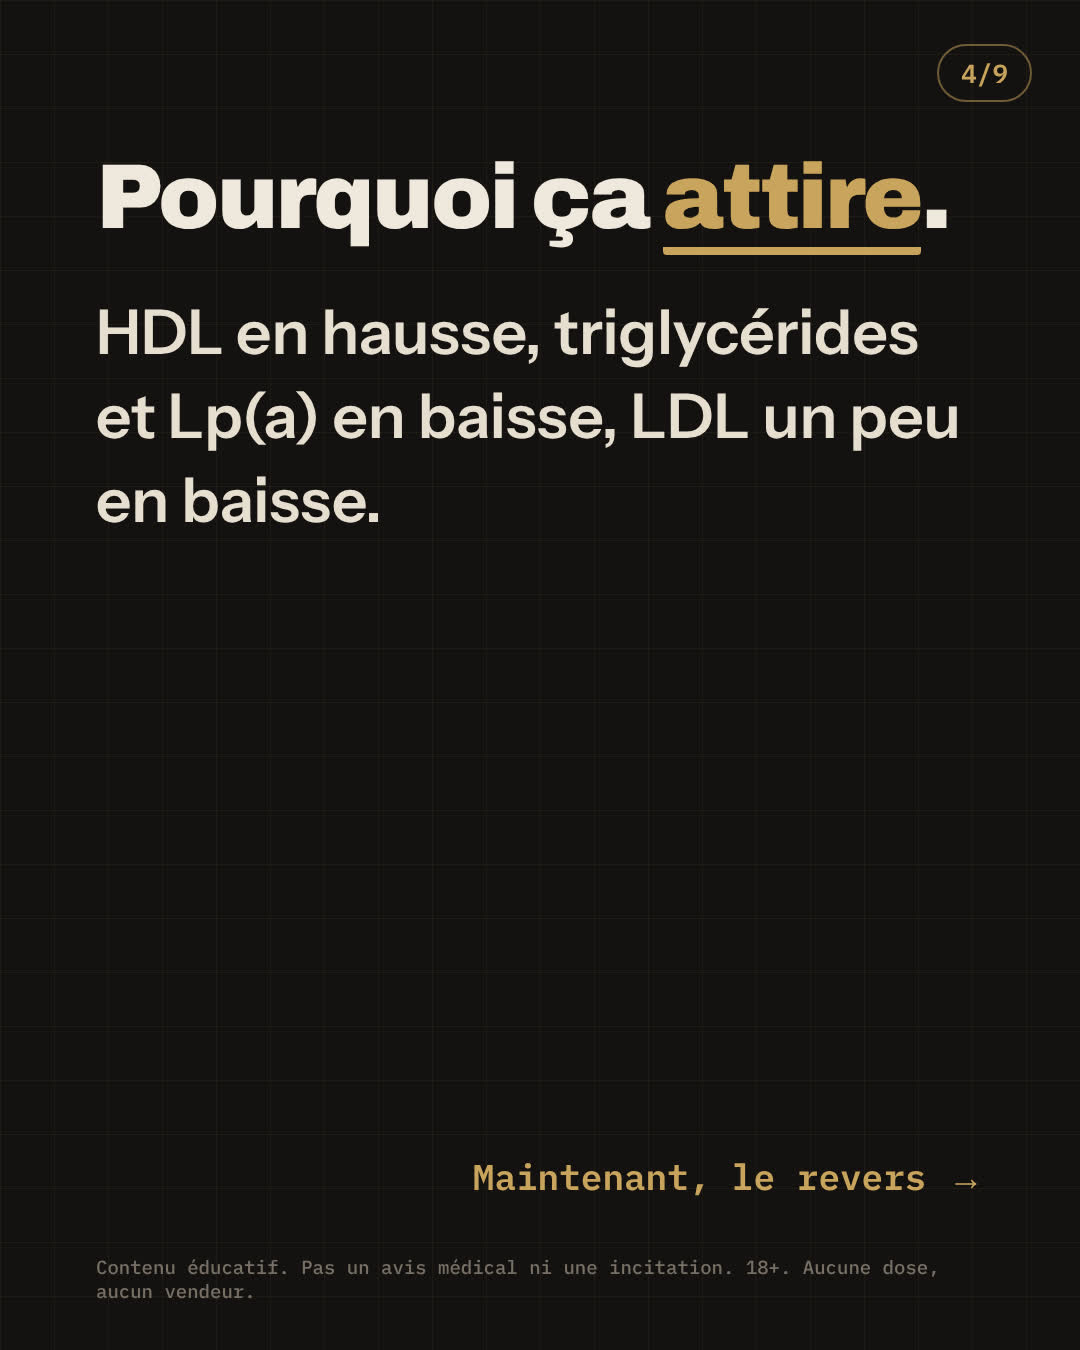 4/9
Pourquoi ça attire.
HDL en hausse, triglycérides
et Lp(a) en baisse, LDL un peu
en baisse.
Maintenant, le revers →
Contenu éducatif. Pas un avis médical ni une incitation. 18+. Aucune dose,
aucun vendeur.